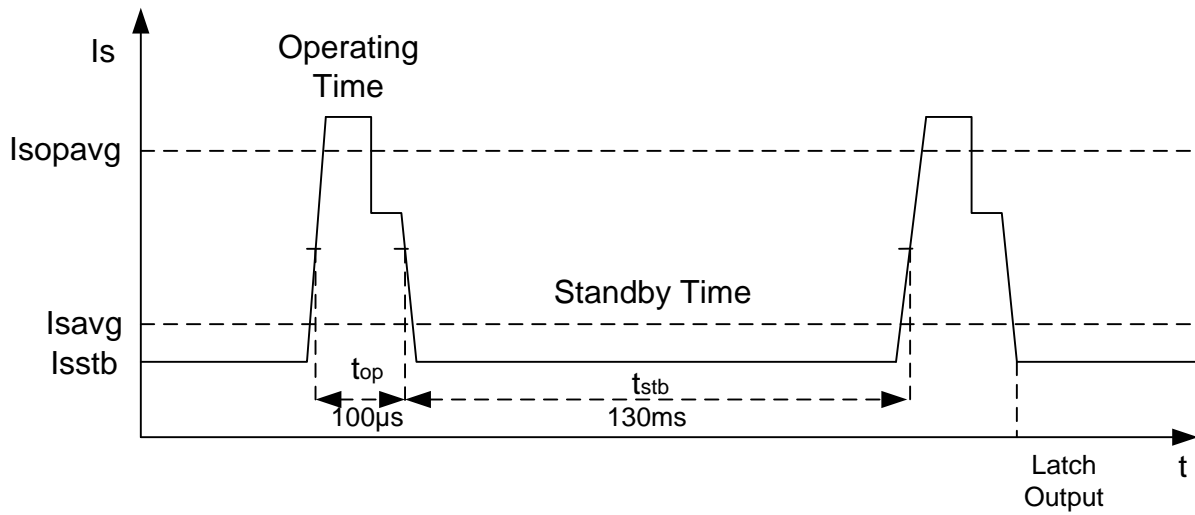 Is
Operating
Time
Isopavg
Standby Time
Isavg
Isstb
top
tstb
100µs
130ms
t
Latch
Output